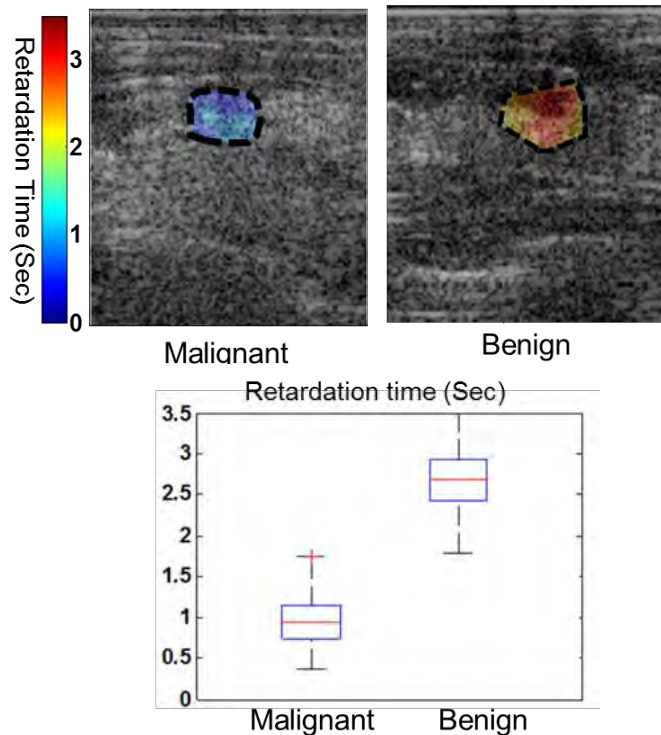 Retardation Time (Sec)
3
2
1
0
Malignant
Benign
Retardation time (Sec)
3.5
3
2.5
2
1.5
1
0.5
0
Malignant
Benign